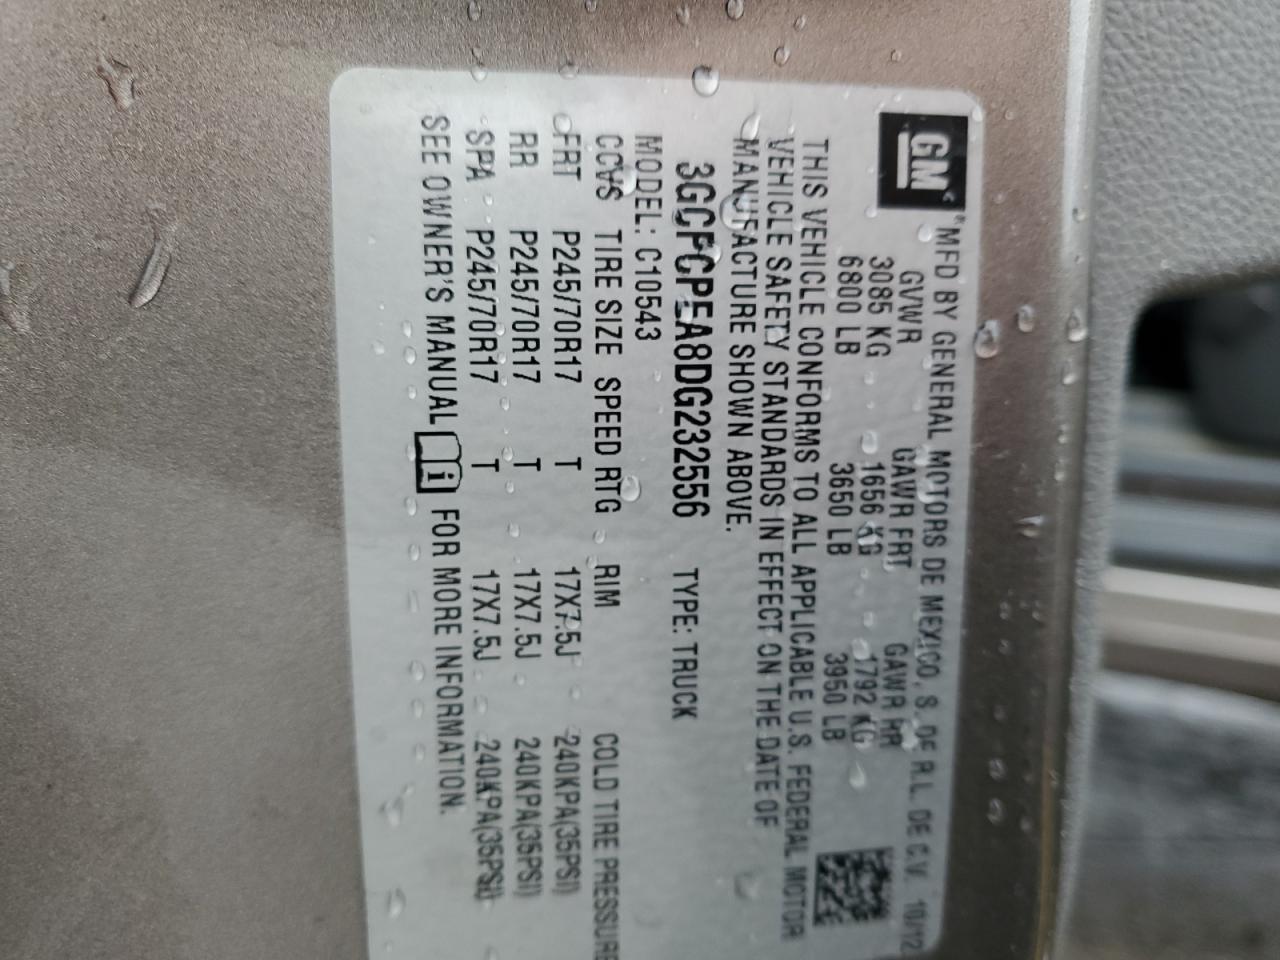 GM
MFD BY GENERAL MOTORS DE MEXICO, S. DE R.L. DE C.V. 10/12
GVWR GAWR FRT GAWR RR
3085 KG 1656 KG 1792 KG
6800 LB 3650 LB 3950 LB
THIS VEHICLE CONFORMS TO ALL APPLICABLE U.S. FEDERAL MOTOR
VEHICLE SAFETY STANDARDS IN EFFECT ON THE DATE OF
MANUFACTURE SHOWN ABOVE.
3GCPCPEA8DG232556 TYPE: TRUCK
MODEL: C10543
TIRE SIZE SPEED RTG RIM COLD TIRE PRESSURE
FRT P245/70R17 T 17X7.5J 240KPA(35PSI)
RR P245/70R17 T 17X7.5J 240KPA(35PSI)
SPA P245/70R17 T 17X7.5J 240KPA(35PSI)
SEE OWNER'S MANUAL i FOR MORE INFORMATION.